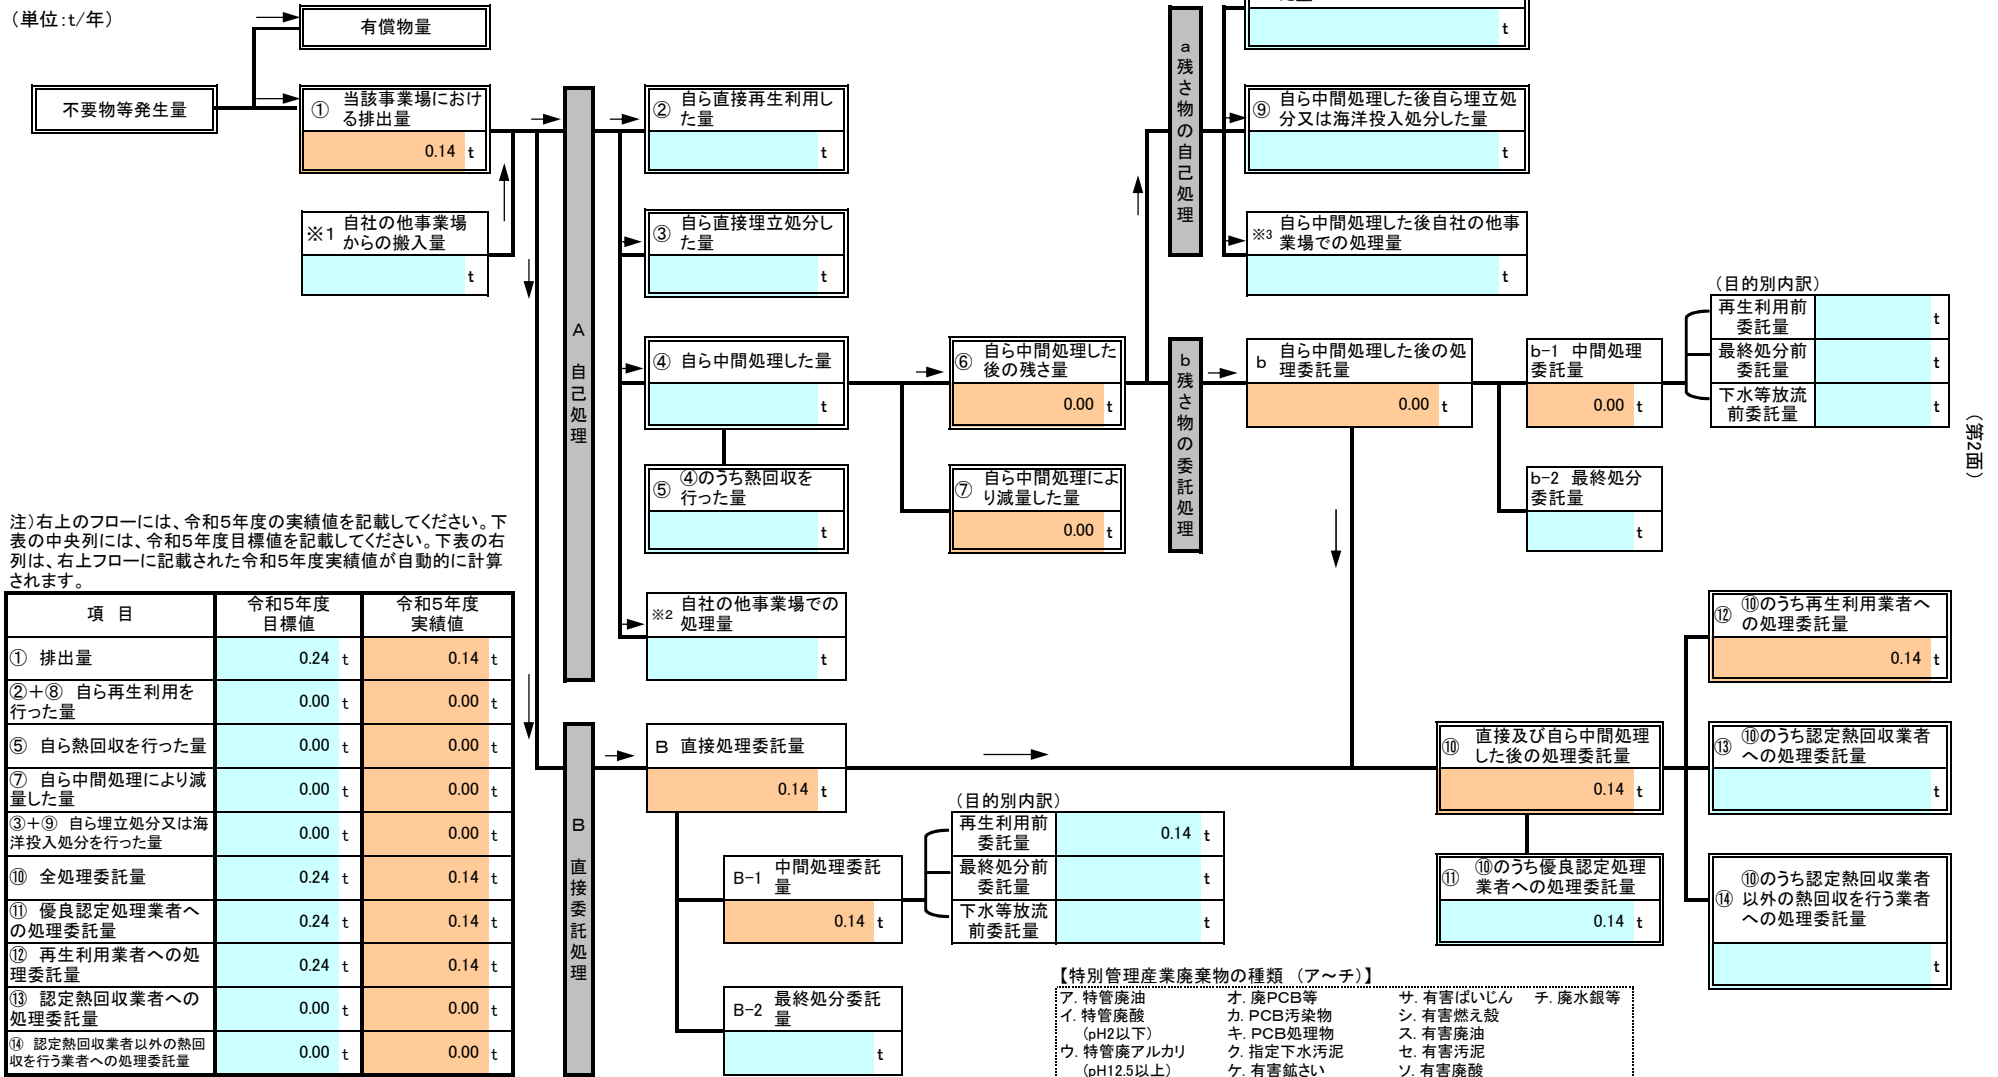 （単位：t/年）
有償物量
不要物等発生量
① 当該事業場におけ
る排出量
0.14 t
※1 自社の他事業場
からの搬入量
t
A 自己処理
② 自ら直接再生利用し
た量
t
③ 自ら直接埋立処分し
た量
t
④ 自ら中間処理した量
t
⑤ ④のうち熱回収を
行った量
t
※2 自社の他事業場での
処理量
t
⑥ 自ら中間処理した
後の残さ量
0.00 t
⑦ 自ら中間処理によ
り減量した量
0.00 t
a 残さ物の自己処理
t
⑨ 自ら中間処理した後自ら埋立処
分又は海洋投入処分した量
t
※3 自ら中間処理した後自社の他事
業場での処理量
t
b 残さ物の委託処理
b 自ら中間処理した後の処
理委託量
0.00 t
b-1 中間処理
委託量
0.00 t
b-2 最終処分
委託量
t
（目的別内訳）
再生利用前
委託量
t
最終処分前
委託量
t
下水等放流
前委託量
t
（第2面）
注）右上のフローには、令和5年度の実績値を記載してください。下
表の中央列には、令和5年度目標値を記載してください。下表の右
列は、右上フローに記載された令和5年度実績値が自動的に計算
されます。
項 目 令和5年度
目標値 令和5年度
実績値
① 排出量 0.24 t 0.14 t
②＋⑧ 自ら再生利用を
行った量 0.00 t 0.00 t
⑤ 自ら熱回収を行った量 0.00 t 0.00 t
⑦ 自ら中間処理により減
量した量 0.00 t 0.00 t
③＋⑨ 自ら埋立処分又は海
洋投入処分を行った量 0.00 t 0.00 t
⑩ 全処理委託量 0.24 t 0.14 t
⑪ 優良認定処理業者へ
の処理委託量 0.24 t 0.14 t
⑫ 再生利用業者への処
理委託量 0.24 t 0.14 t
⑬ 認定熱回収業者への
処理委託量 0.00 t 0.00 t
⑭ 認定熱回収業者以外の熱回
収を行う業者への処理委託量 0.00 t 0.00 t
B 直接委託処理
B 直接処理委託量
0.14 t
B-1 中間処理委託
量
0.14 t
B-2 最終処分委託
量
t
（目的別内訳）
再生利用前
委託量
0.14 t
最終処分前
委託量
t
下水等放流
前委託量
t
⑩ 直接及び自ら中間処理
した後の処理委託量
0.14 t
⑪ ⑩のうち優良認定処理
業者への処理委託量
0.14 t
⑫ ⑩のうち再生利用業者へ
の処理委託量
0.14 t
⑬ ⑩のうち認定熱回収業者
への処理委託量
t
⑭ ⑩のうち認定熱回収業者
以外の熱回収を行う業者
への処理委託量
t
【特別管理産業廃棄物の種類 （ア～チ）】
ア. 特管廃油 オ. 廃PCB等 サ. 有害ばいじん チ. 廃水銀等
イ. 特管廃酸 カ. PCB汚染物 シ. 有害燃え殻
（pH2以下） キ. PCB処理物 ス. 有害廃油
ウ. 特管廃アルカリ ク. 指定下水汚泥 セ. 有害汚泥
（pH12.5以上） ケ. 有害鉱さい ソ. 有害廃酸